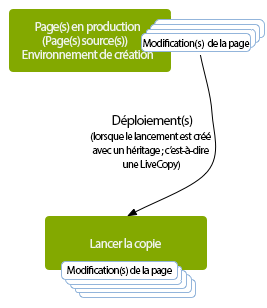 Page(s) en production
(Page(s) source(s))
Environnement de création
Modification(s) de la page
Déploiement(s)
(lorsque le lancement est créé
avec un héritage ; c'est-à-dire
une LiveCopy)
Lancer la copie
Modification(s) de la page